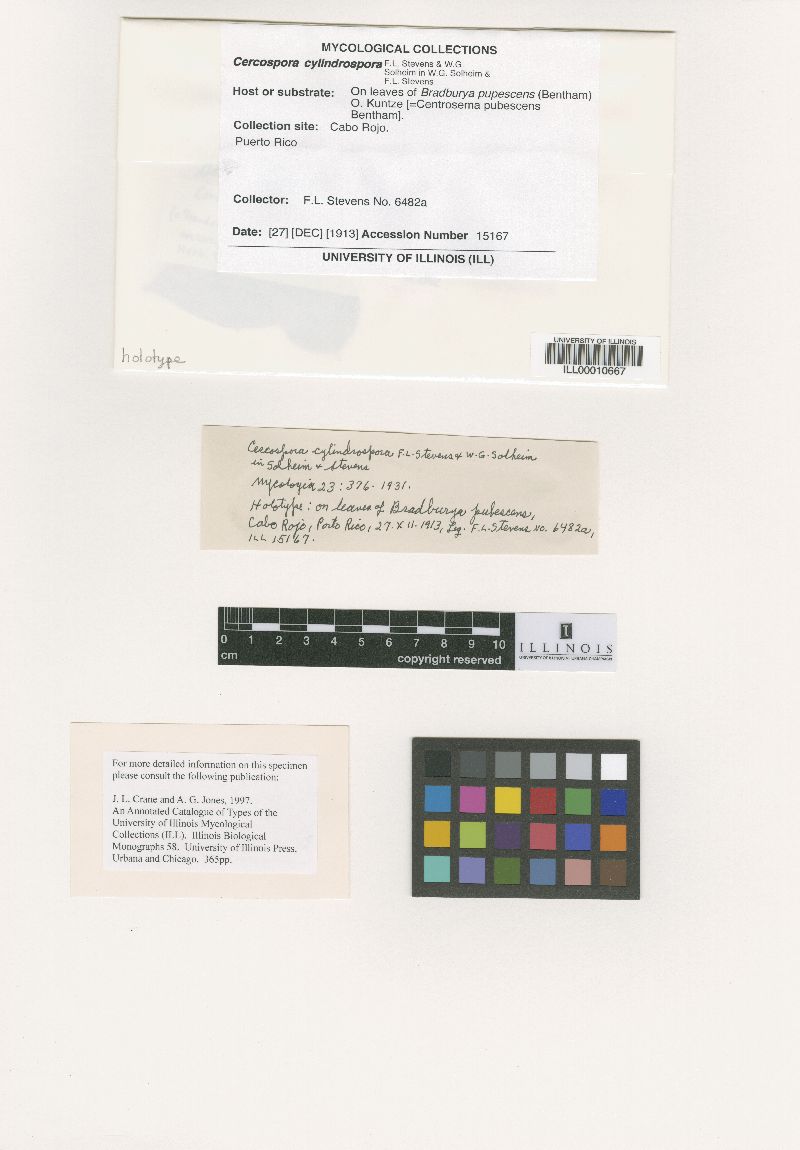 MYCOLOGICAL COLLECTIONS
Cercospora cylindrospora F.L. Stevens & W.G.
Solheim in W.G. Solheim &
F.L. Stevens
Host or substrate: On leaves of Bradburya pupescens (Bentham)
O. Kuntze [=Centrosema pubescens
Bentham].
Collection site: Cabo Rojo.
Puerto Rico
Collector: F.L. Stevens No. 6482a
Date: [27] [DEC] [1913] Accession Number 15167
UNIVERSITY OF ILLINOIS (ILL)
holotype
UNIVERSITY OF ILLINOIS
ILL00010667
Cercospora cylindrospora F.L. Stevens & W.G. Solheim
in Solheim & Stevens
Mycologia 23: 376. 1931.
Holotype: on leaves of Bradburya pubescens,
Cabo Rojo, Porto Rico, 27.XII.1913, Leg. F.L. Stevens No. 6482a,
ILL 15167.
0 1 2 3 4 5 6 7 8 9 10
cm copyright reserved
I
ILLINOIS
UNIVERSITY OF ILLINOIS AT URBANA-CHAMPAIGN
For more detailed information on this specimen
please consult the following publication:
J. L. Crane and A. G. Jones, 1997.
An Annotated Catalogue of Types of the
University of Illinois Mycological
Collections (ILL). Illinois Biological
Monographs 58. University of Illinois Press,
Urbana and Chicago. 365pp.